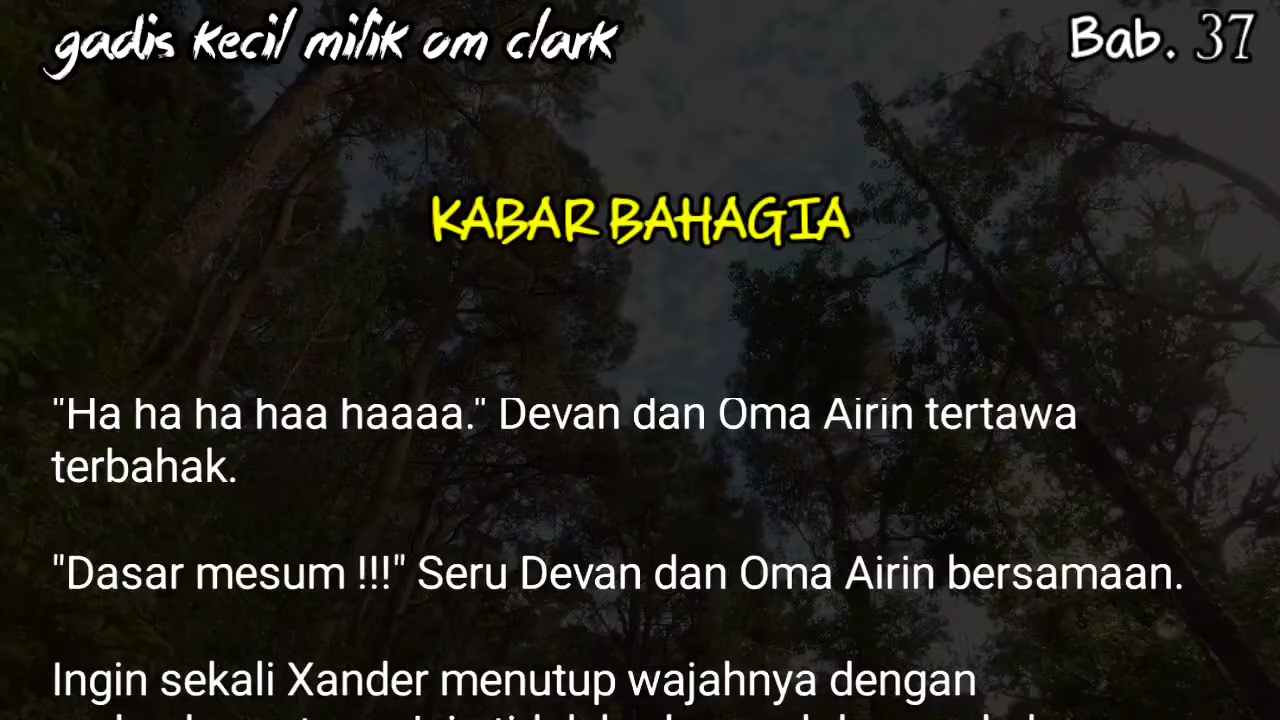 gadis kecil milik om clark
Bab. 37
KABAR BAHAGIA
"Ha ha ha haa haaaa." Devan dan Oma Airin tertawa
terbahak.
"Dasar mesum !!!" Seru Devan dan Oma Airin bersamaan.
Ingin sekali Xander menutup wajahnya dengan